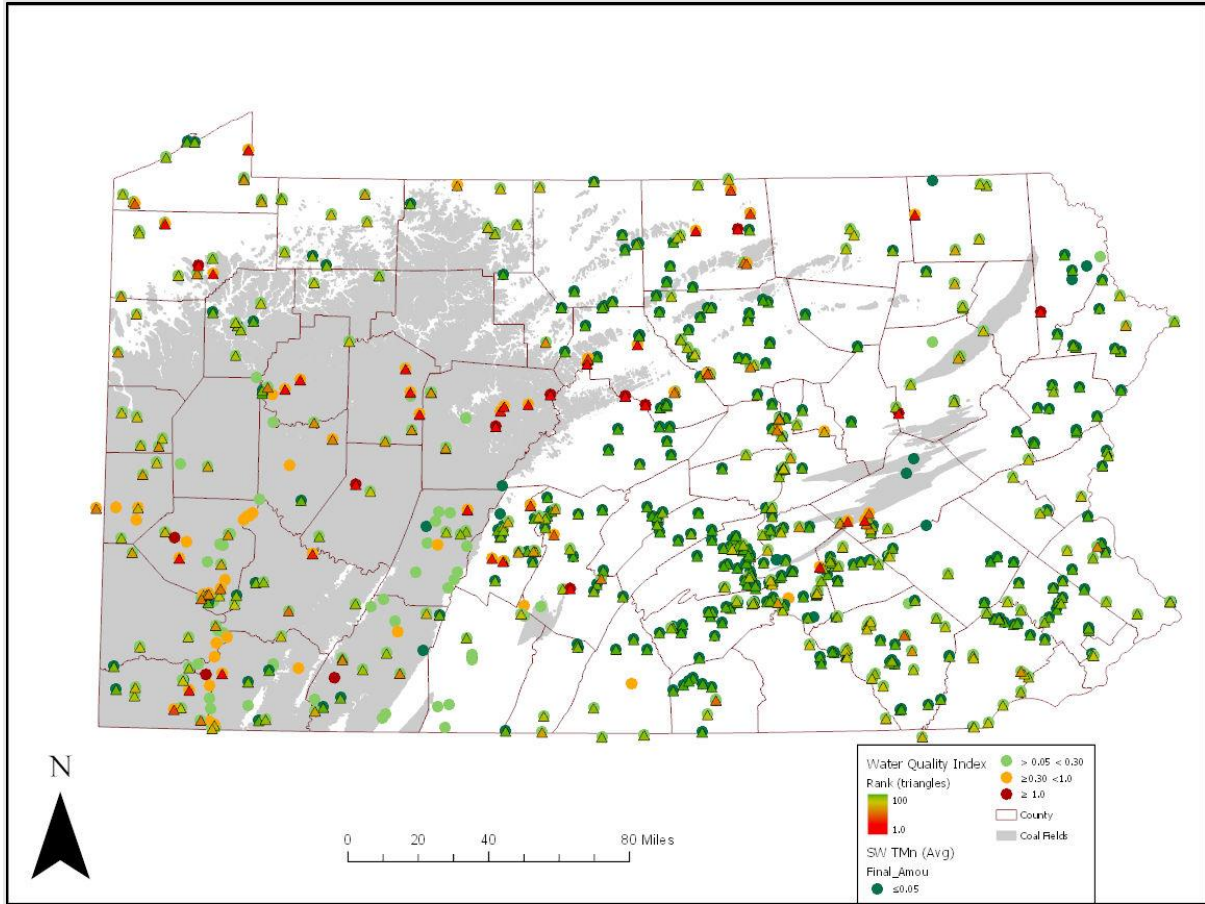 N
0 20 40 80 Miles
Water Quality Index
Rank (triangles)
100
1.0
SW TMn (Avg)
Final_Amou
≤0.05
> 0.05 < 0.30
≥0.30 <1.0
≥ 1.0
County
Coal Fields